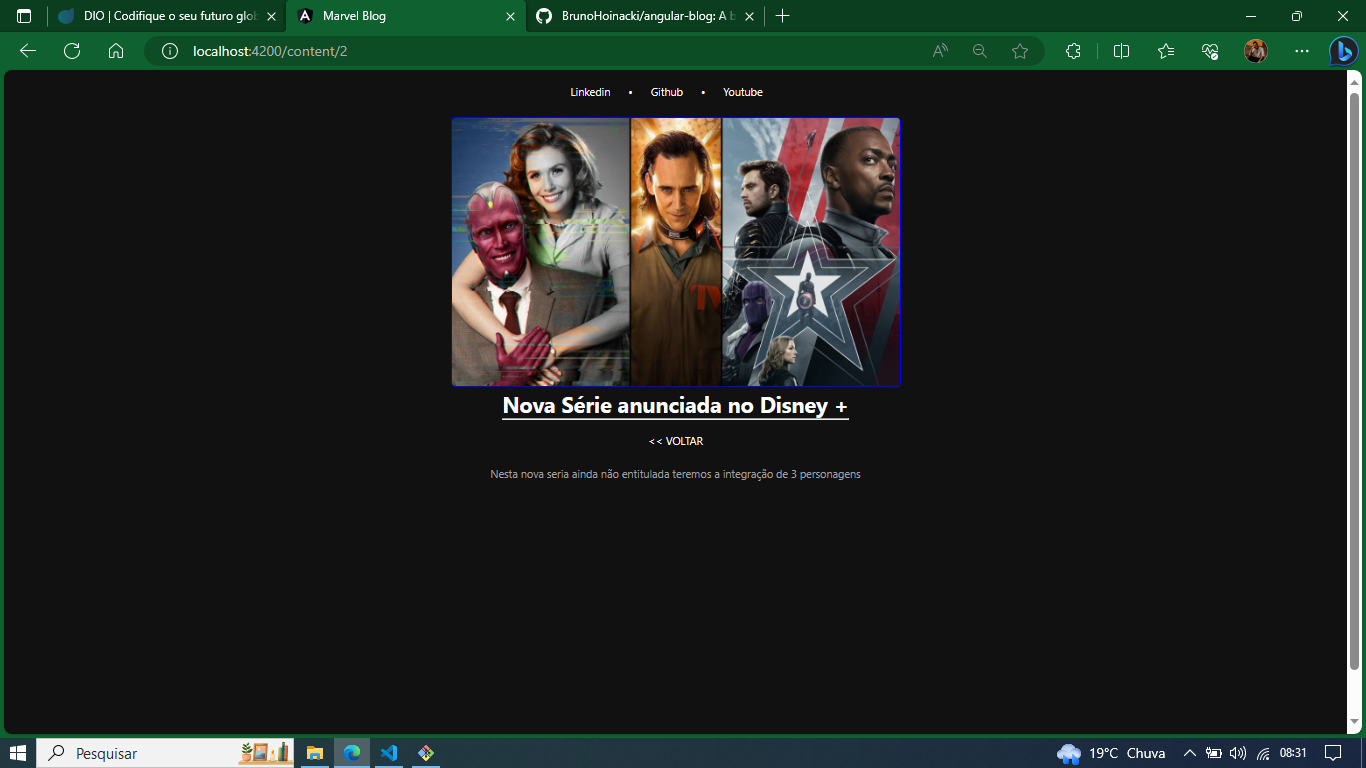 DIO | Codifique o seu futuro glob
Marvel Blog
BrunoHoinacki/angular-blog: A b
localhost:4200/content/2
Linkedin • Github • Youtube
Nova Série anunciada no Disney +
<< VOLTAR
Nesta nova seria ainda não entitulada teremos a integração de 3 personagens
Pesquisar
19°C Chuva
08:31